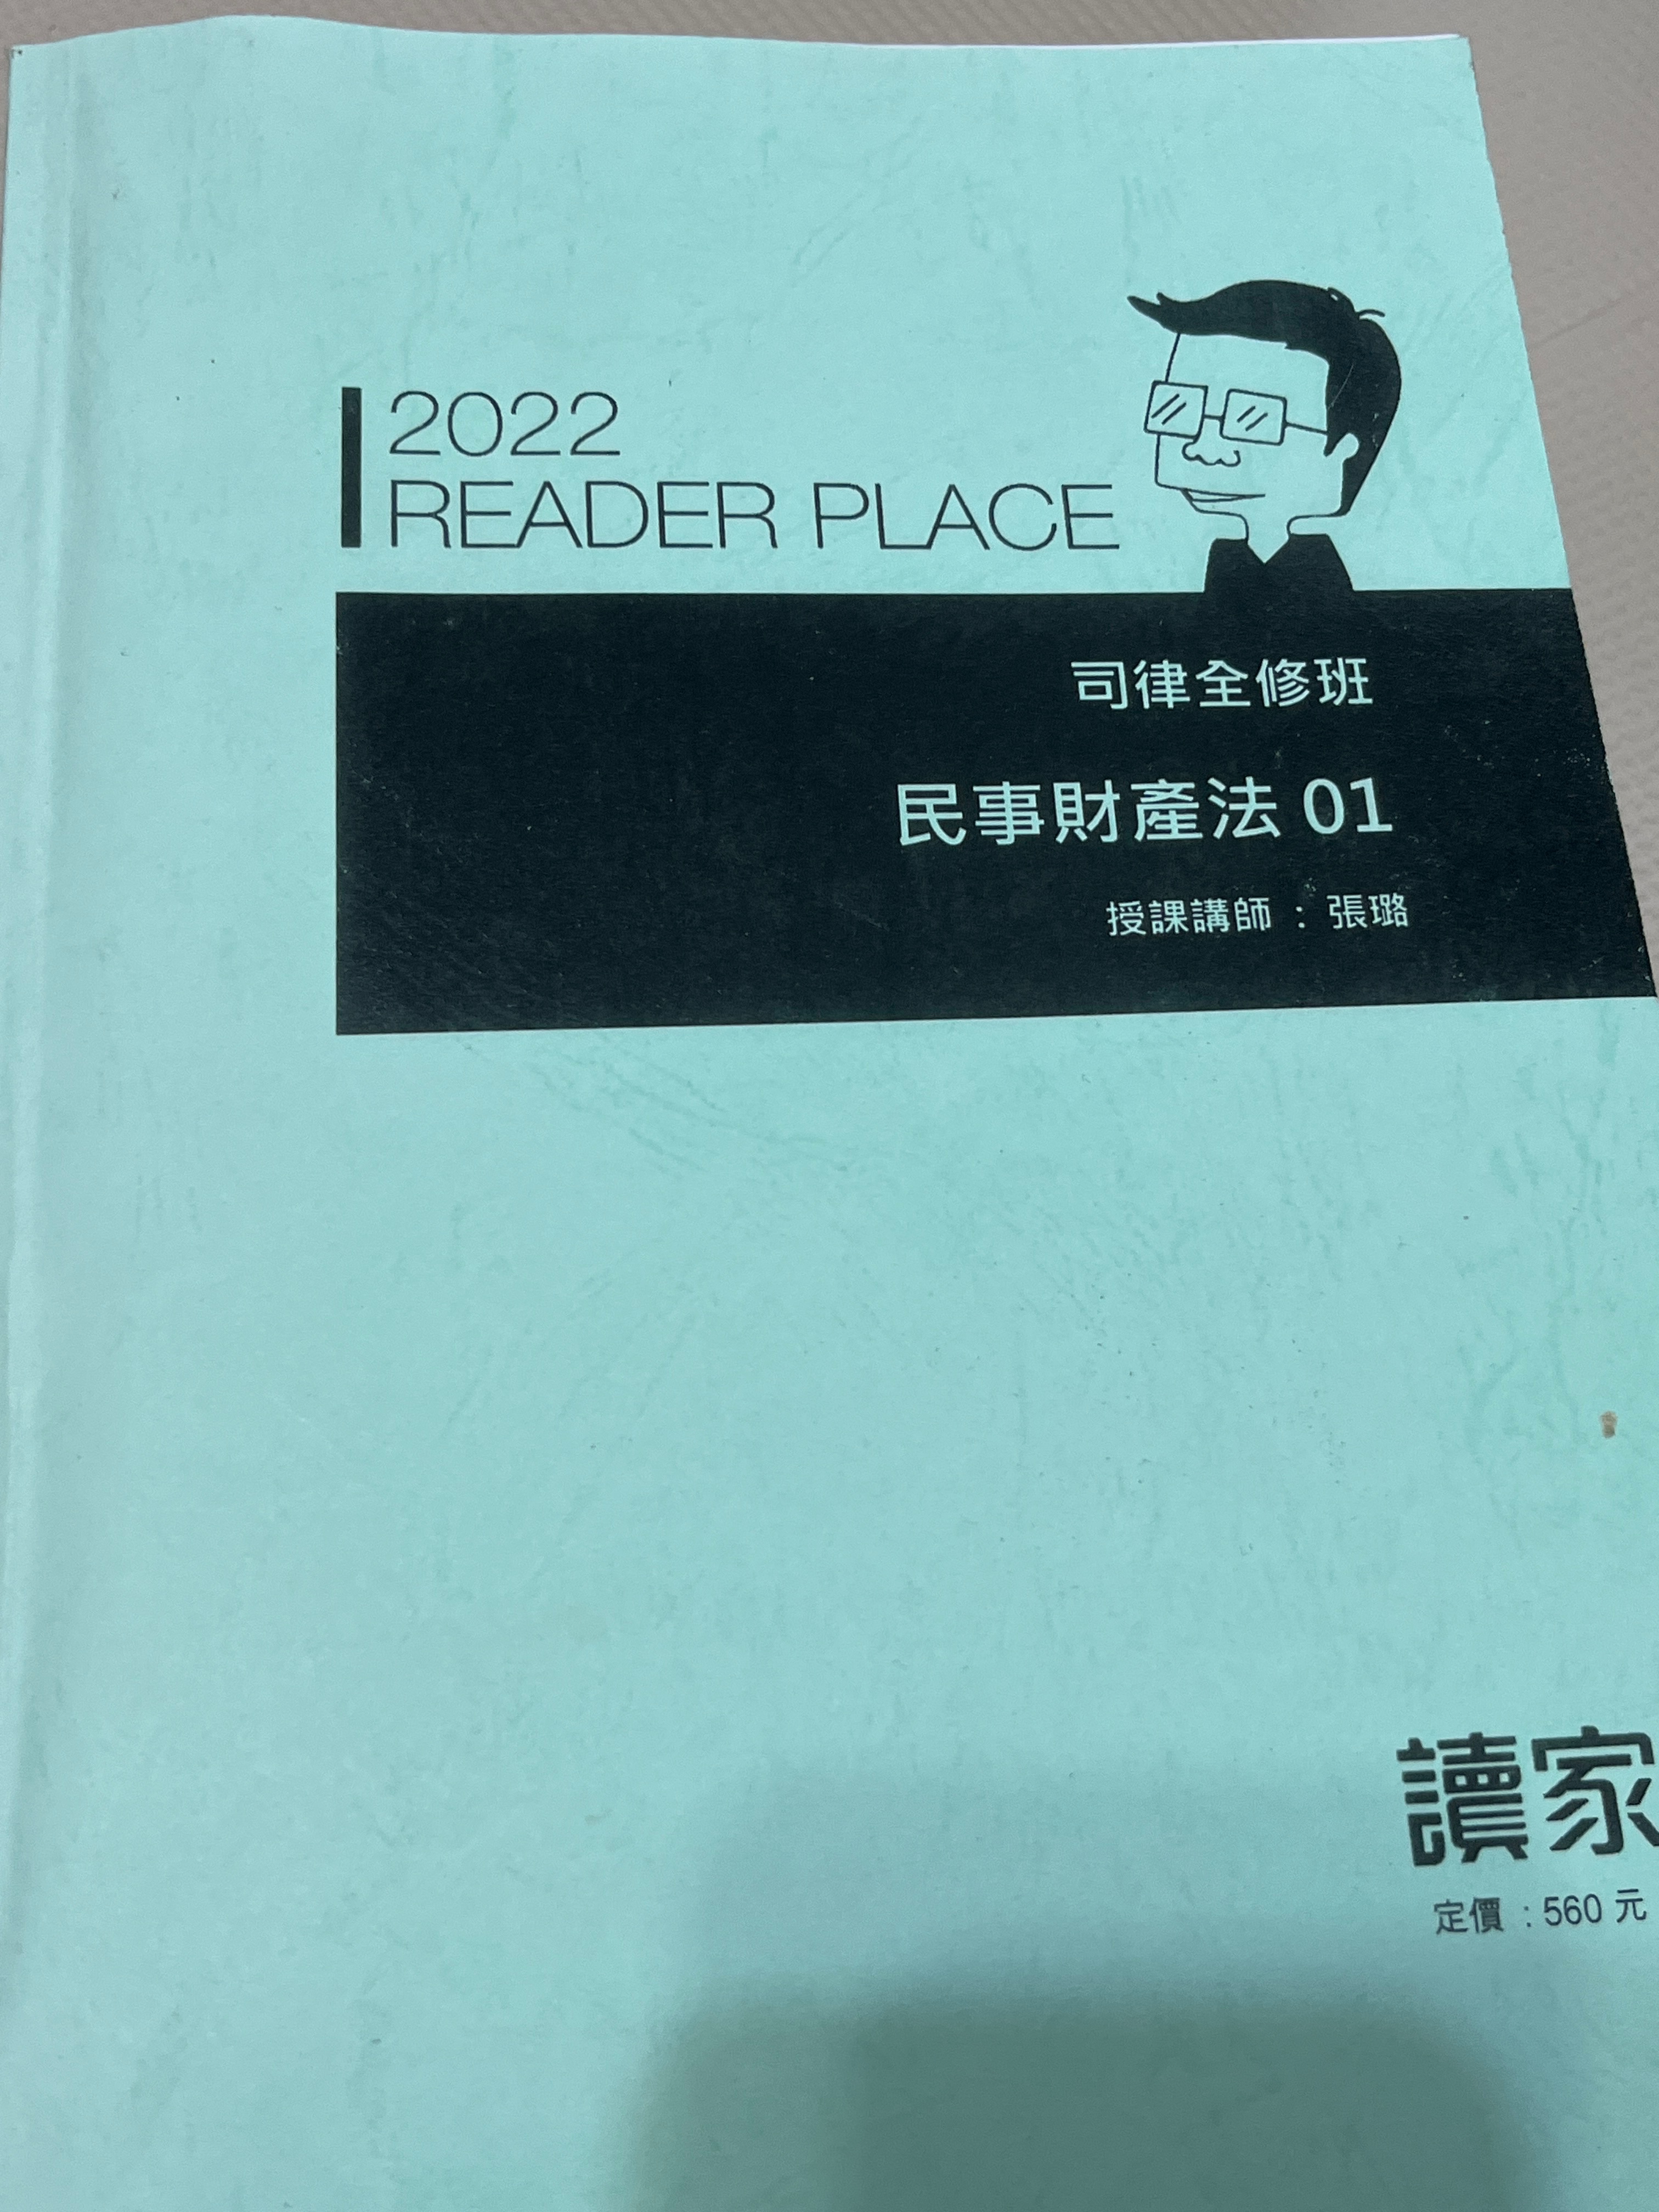 2022
READER PLACE
司律全修班
民事財產法 01
授課講師 : 張璐
讀家
定價 : 560 元